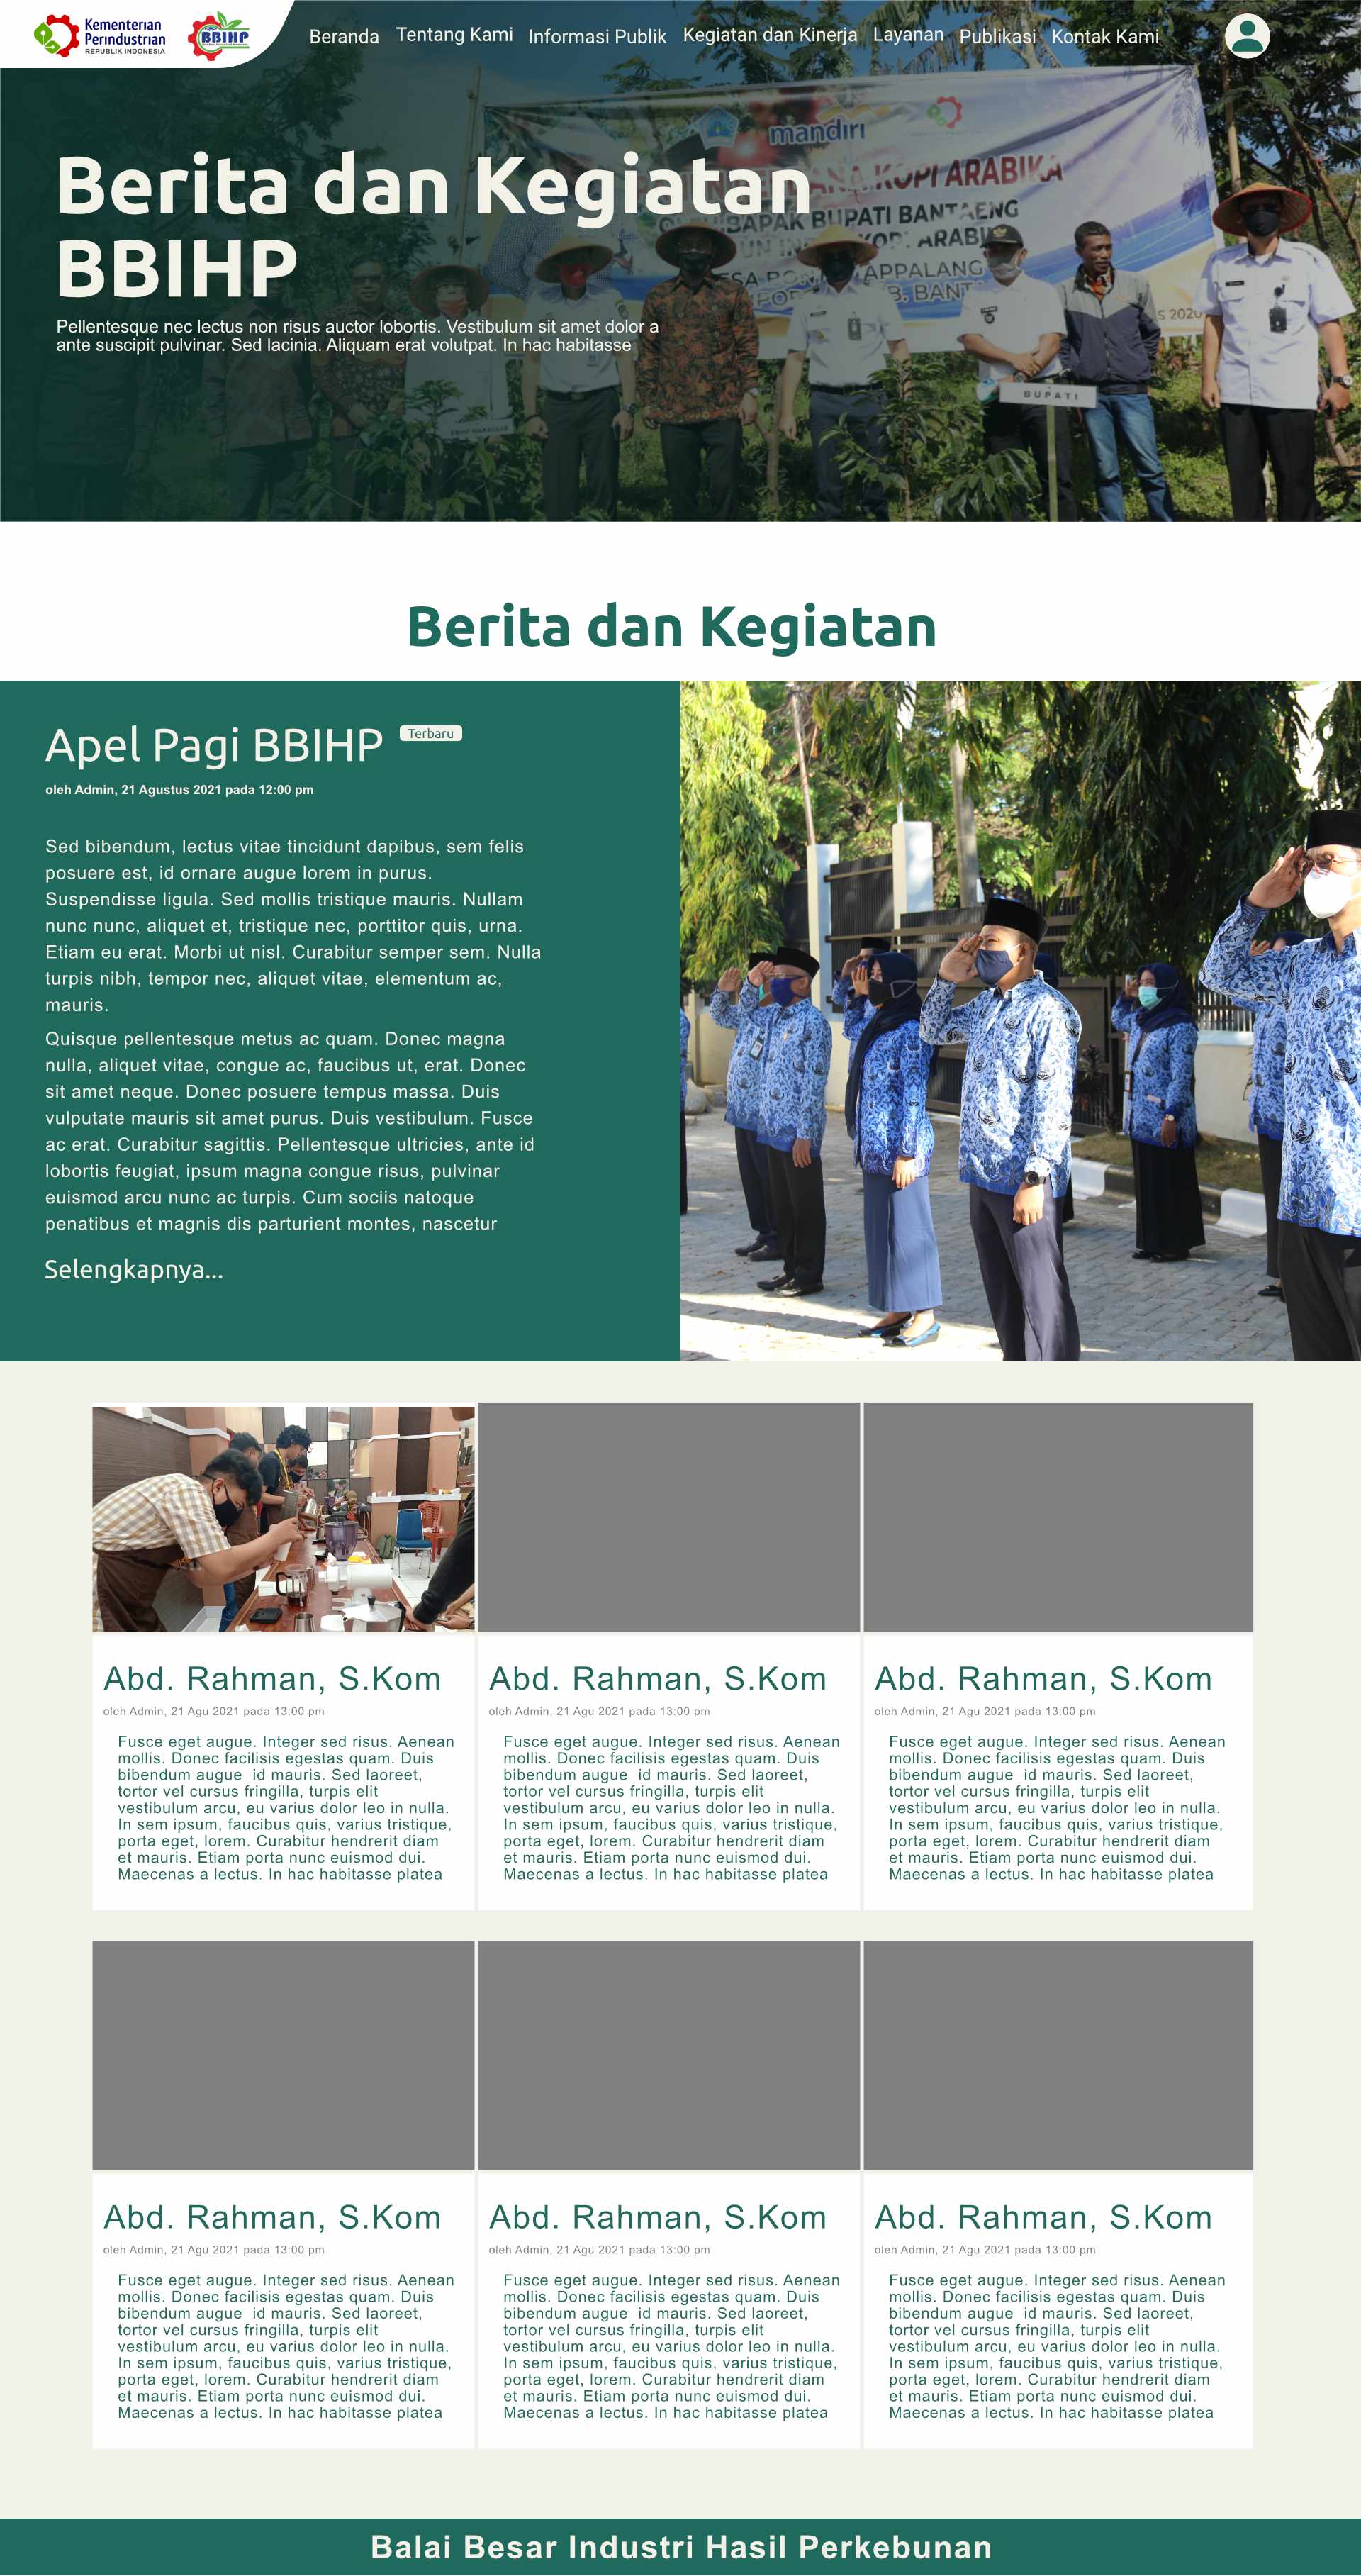 Kementerian
Perindustrian
REPUBLIK INDONESIA
BBIHP
Beranda Tentang Kami Informasi Publik Kegiatan dan Kinerja Layanan Publikasi Kontak Kami
mandiri
KOPI ARABIKA
BAPAK BUPATI BANTAENG
BUPATI
Berita dan Kegiatan
BBIHP
Pellentesque nec lectus non risus auctor lobortis. Vestibulum sit amet dolor a
ante suscipit pulvinar. Sed lacinia. Aliquam erat volutpat. In hac habitasse
Berita dan Kegiatan
Apel Pagi BBIHP Terbaru
oleh Admin, 21 Agustus 2021 pada 12:00 pm
Sed bibendum, lectus vitae tincidunt dapibus, sem felis
posuere est, id ornare augue lorem in purus.
Suspendisse ligula. Sed mollis tristique mauris. Nullam
nunc nunc, aliquet et, tristique nec, porttitor quis, urna.
Etiam eu erat. Morbi ut nisl. Curabitur semper sem. Nulla
turpis nibh, tempor nec, aliquet vitae, elementum ac,
mauris.
Quisque pellentesque metus ac quam. Donec magna
nulla, aliquet vitae, congue ac, faucibus ut, erat. Donec
sit amet neque. Donec posuere tempus massa. Duis
vulputate mauris sit amet purus. Duis vestibulum. Fusce
ac erat. Curabitur sagittis. Pellentesque ultricies, ante id
lobortis feugiat, ipsum magna congue risus, pulvinar
euismod arcu nunc ac turpis. Cum sociis natoque
penatibus et magnis dis parturient montes, nascetur
Selengkapnya...
Abd. Rahman, S.Kom
oleh Admin, 21 Agu 2021 pada 13:00 pm
Fusce eget augue. Integer sed risus. Aenean
mollis. Donec facilisis egestas quam. Duis
bibendum augue  id mauris. Sed laoreet,
tortor vel cursus fringilla, turpis elit
vestibulum arcu, eu varius dolor leo in nulla.
In sem ipsum, faucibus quis, varius tristique,
porta eget, lorem. Curabitur hendrerit diam
et mauris. Etiam porta nunc euismod dui.
Maecenas a lectus. In hac habitasse platea
Abd. Rahman, S.Kom
oleh Admin, 21 Agu 2021 pada 13:00 pm
Fusce eget augue. Integer sed risus. Aenean
mollis. Donec facilisis egestas quam. Duis
bibendum augue  id mauris. Sed laoreet,
tortor vel cursus fringilla, turpis elit
vestibulum arcu, eu varius dolor leo in nulla.
In sem ipsum, faucibus quis, varius tristique,
porta eget, lorem. Curabitur hendrerit diam
et mauris. Etiam porta nunc euismod dui.
Maecenas a lectus. In hac habitasse platea
Abd. Rahman, S.Kom
oleh Admin, 21 Agu 2021 pada 13:00 pm
Fusce eget augue. Integer sed risus. Aenean
mollis. Donec facilisis egestas quam. Duis
bibendum augue  id mauris. Sed laoreet,
tortor vel cursus fringilla, turpis elit
vestibulum arcu, eu varius dolor leo in nulla.
In sem ipsum, faucibus quis, varius tristique,
porta eget, lorem. Curabitur hendrerit diam
et mauris. Etiam porta nunc euismod dui.
Maecenas a lectus. In hac habitasse platea
Abd. Rahman, S.Kom
oleh Admin, 21 Agu 2021 pada 13:00 pm
Fusce eget augue. Integer sed risus. Aenean
mollis. Donec facilisis egestas quam. Duis
bibendum augue  id mauris. Sed laoreet,
tortor vel cursus fringilla, turpis elit
vestibulum arcu, eu varius dolor leo in nulla.
In sem ipsum, faucibus quis, varius tristique,
porta eget, lorem. Curabitur hendrerit diam
et mauris. Etiam porta nunc euismod dui.
Maecenas a lectus. In hac habitasse platea
Abd. Rahman, S.Kom
oleh Admin, 21 Agu 2021 pada 13:00 pm
Fusce eget augue. Integer sed risus. Aenean
mollis. Donec facilisis egestas quam. Duis
bibendum augue  id mauris. Sed laoreet,
tortor vel cursus fringilla, turpis elit
vestibulum arcu, eu varius dolor leo in nulla.
In sem ipsum, faucibus quis, varius tristique,
porta eget, lorem. Curabitur hendrerit diam
et mauris. Etiam porta nunc euismod dui.
Maecenas a lectus. In hac habitasse platea
Abd. Rahman, S.Kom
oleh Admin, 21 Agu 2021 pada 13:00 pm
Fusce eget augue. Integer sed risus. Aenean
mollis. Donec facilisis egestas quam. Duis
bibendum augue  id mauris. Sed laoreet,
tortor vel cursus fringilla, turpis elit
vestibulum arcu, eu varius dolor leo in nulla.
In sem ipsum, faucibus quis, varius tristique,
porta eget, lorem. Curabitur hendrerit diam
et mauris. Etiam porta nunc euismod dui.
Maecenas a lectus. In hac habitasse platea
Balai Besar Industri Hasil Perkebunan